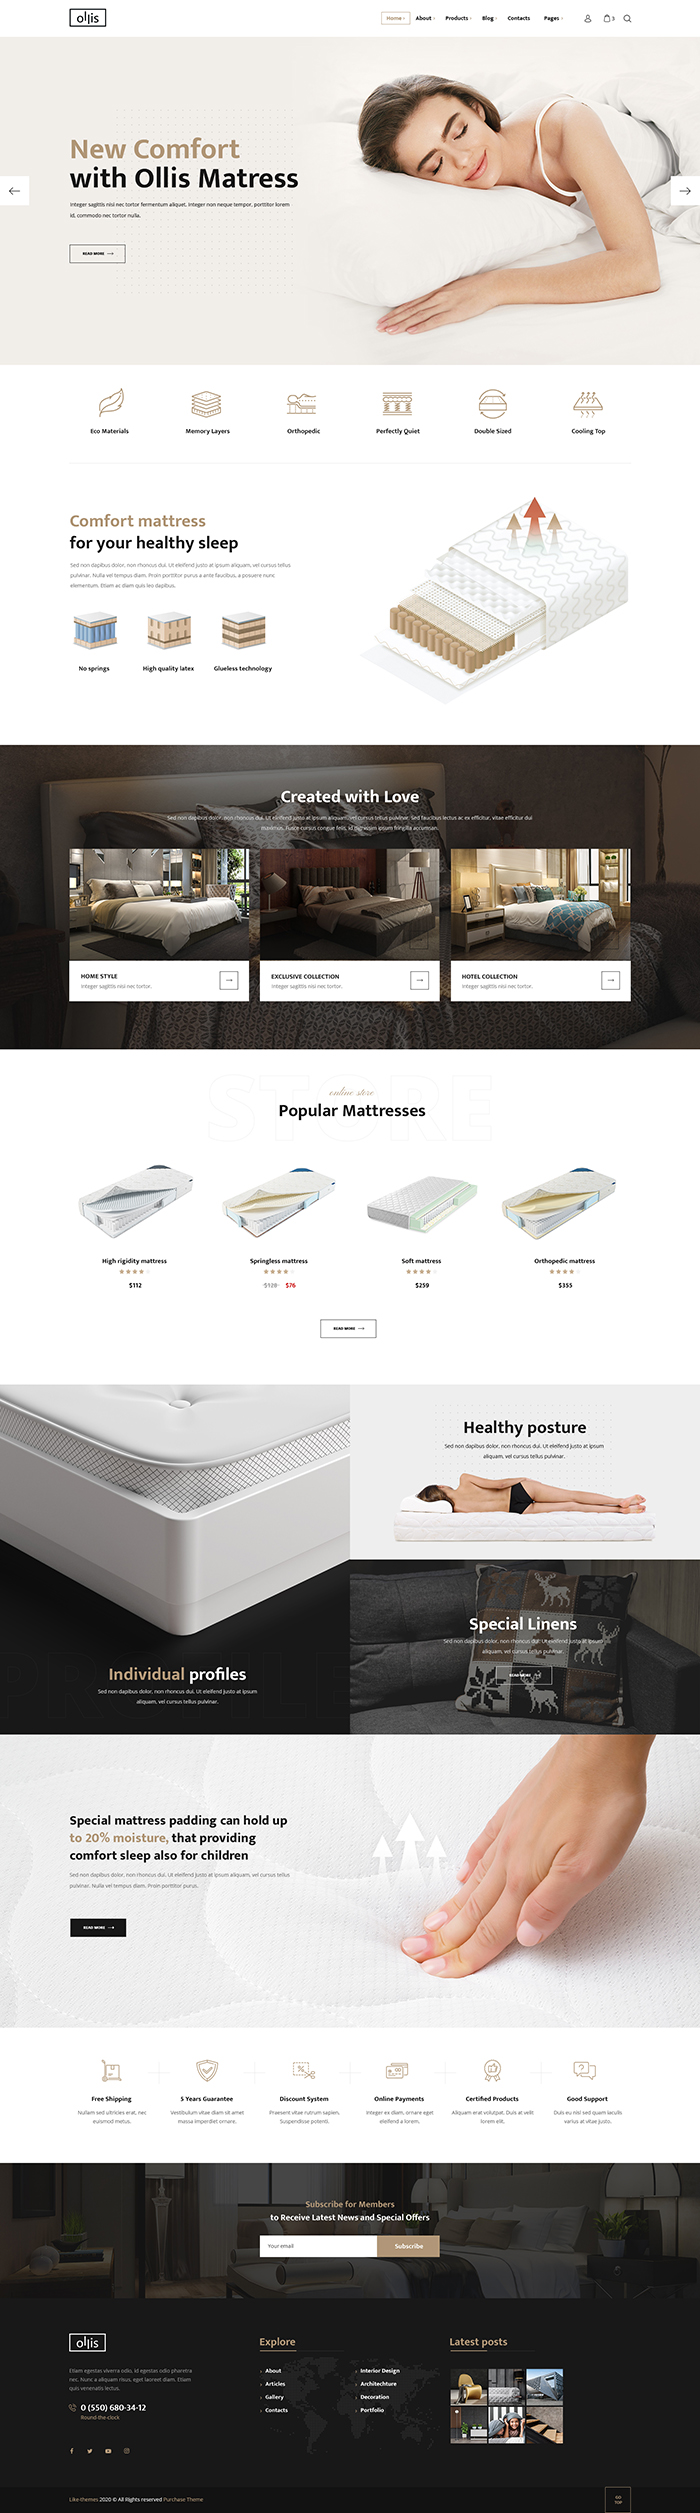 ollis
Home
About
Products
Blog
Contacts
Pages
3
New Comfort
with Ollis Matress
Integer sagittis nisi nec tortor fermentum aliquet. Integer non neque tempor, porttitor lorem
id, commodo nec tortor nulla.
READ MORE
Eco Materials
Memory Layers
Orthopedic
Perfectly Quiet
Double Sized
Cooling Top
Comfort mattress
for your healthy sleep
Sed non dapibus dolor, non rhoncus dui. Ut eleifend justo at ipsum aliquam, vel cursus tellus
pulvinar. Nulla vel tempus diam. Proin porttitor purus a ante faucibus, a posuere nunc
elementum. Etiam ac diam quis leo dapibus.
No springs
High quality latex
Glueless technology
Created with Love
Sed non dapibus dolor, non rhoncus dui. Ut eleifend justo at ipsum aliquam, vel cursus tellus pulvinar. Sed faucibus lectus ac ex efficitur, vitae efficitur dui
maximus. Fusce cursus congue felis, id dignissim ipsum fringilla accumsan.
HOME STYLE
Integer sagittis nisi nec tortor.
EXCLUSIVE COLLECTION
Integer sagittis nisi nec tortor.
HOTEL COLLECTION
Integer sagittis nisi nec tortor.
STORE
online store
Popular Mattresses
High rigidity mattress
$112
Springless mattress
$128 $76
Soft mattress
$259
Orthopedic mattress
$355
READ MORE
Healthy posture
Sed non dapibus dolor, non rhoncus dui. Ut eleifend justo at ipsum
aliquam, vel cursus tellus pulvinar.
Special Linens
Sed non dapibus dolor, non rhoncus dui. Ut eleifend justo at ipsum
aliquam, vel cursus tellus pulvinar.
READ MORE
Individual profiles
Sed non dapibus dolor, non rhoncus dui. Ut eleifend justo at ipsum
aliquam, vel cursus tellus pulvinar.
Special mattress padding can hold up
to 20% moisture, that providing
comfort sleep also for children
Sed non dapibus dolor, non rhoncus dui. Ut eleifend justo at ipsum aliquam, vel cursus tellus
pulvinar. Nulla vel tempus diam. Proin porttitor purus.
READ MORE
Free Shipping
Nullam sed ultricies erat, nec
euismod metus.
5 Years Guarantee
Vestibulum vitae diam sit amet
massa imperdiet ornare.
Discount System
Praesent vitae rutrum sapien.
Suspendisse potenti.
Online Payments
Integer ex diam, ornare eget
eleifend a lorem.
Certified Products
Aliquam erat volutpat. Duis at velit
lorem elit.
Good Support
Duis eu nisl sed quam iaculis
varius at vitae justo.
Subscribe for Members
to Receive Latest News and Special Offers
Your email
Subscribe
ollis
Etiam egestas viverra odio, id egestas odio pharetra
nec. Nunc a aliquam risus, eget laoreet diam. Etiam
quis venenatis lectus.
0 (550) 680-34-12
Round-the-clock
Explore
About
Articles
Gallery
Contacts
Interior Design
Architechture
Decoration
Portfolio
Latest posts
Like-themes 2020 © All Rights reserved Purchase Theme
GO
TOP